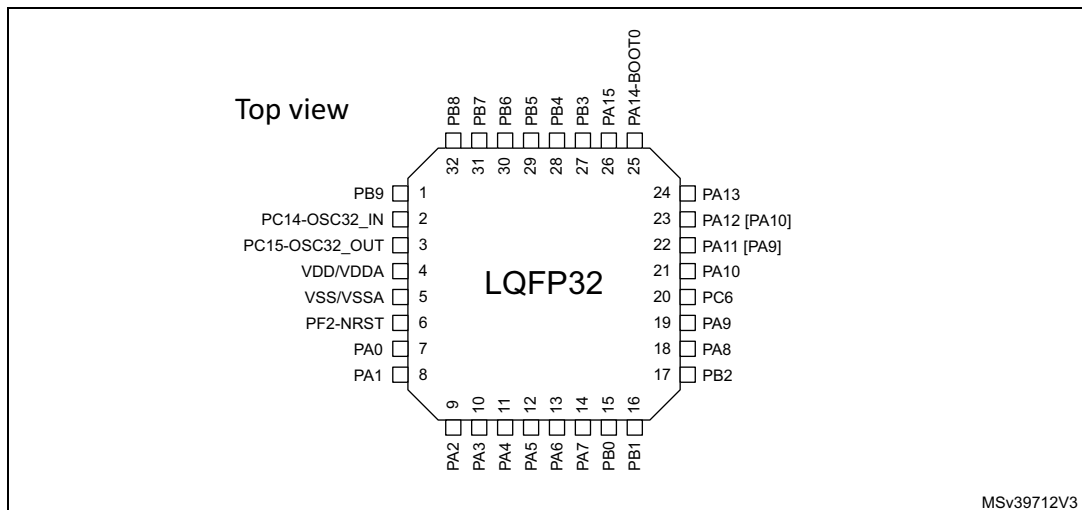 Top view
PB8
PB7
PB6
PB5
PB4
PB3
PA15
PA14-BOOT0
32
31
30
29
28
27
26
25
PB9 1
PC14-OSC32_IN 2
PC15-OSC32_OUT 3
VDD/VDDA 4
VSS/VSSA 5
PF2-NRST 6
PA0 7
PA1 8
LQFP32
24 PA13
23 PA12 [PA10]
22 PA11 [PA9]
21 PA10
20 PC6
19 PA9
18 PA8
17 PB2
9
10
11
12
13
14
15
16
PA2
PA3
PA4
PA5
PA6
PA7
PB0
PB1
MSv39712V3